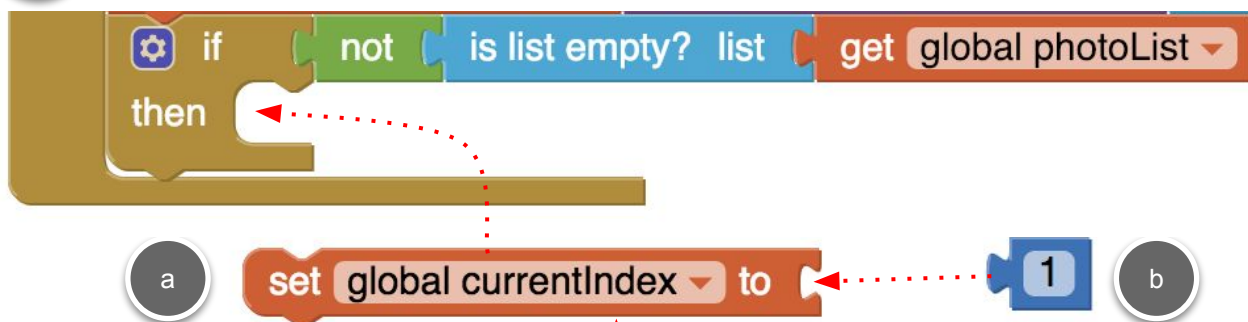 if not is list empty? list get global photoList
then
a set global currentIndex to 1 b